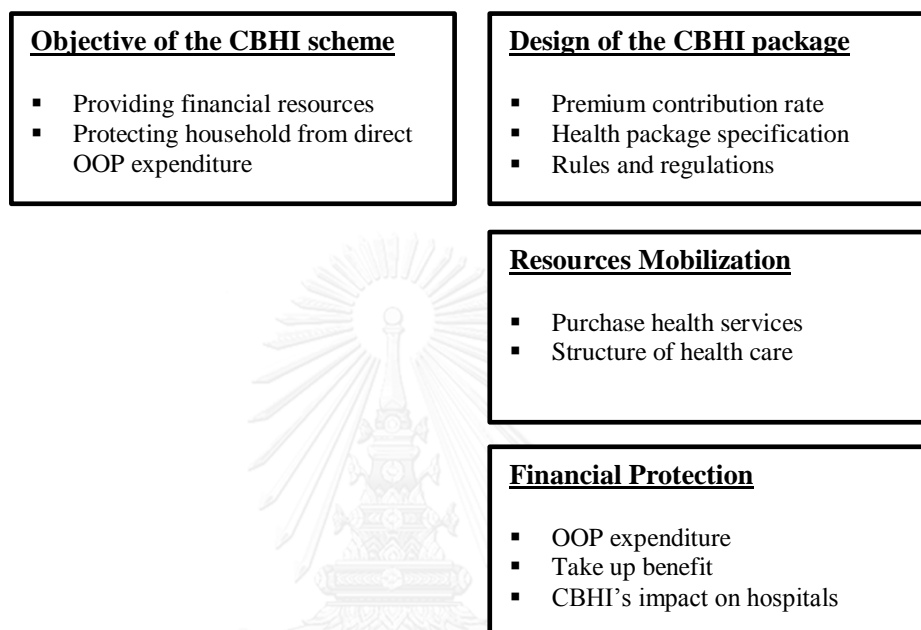 Objective of the CBHI scheme
▪ Providing financial resources
▪ Protecting household from direct
OOP expenditure
Design of the CBHI package
▪ Premium contribution rate
▪ Health package specification
▪ Rules and regulations
Resources Mobilization
▪ Purchase health services
▪ Structure of health care
Financial Protection
▪ OOP expenditure
▪ Take up benefit
▪ CBHI's impact on hospitals